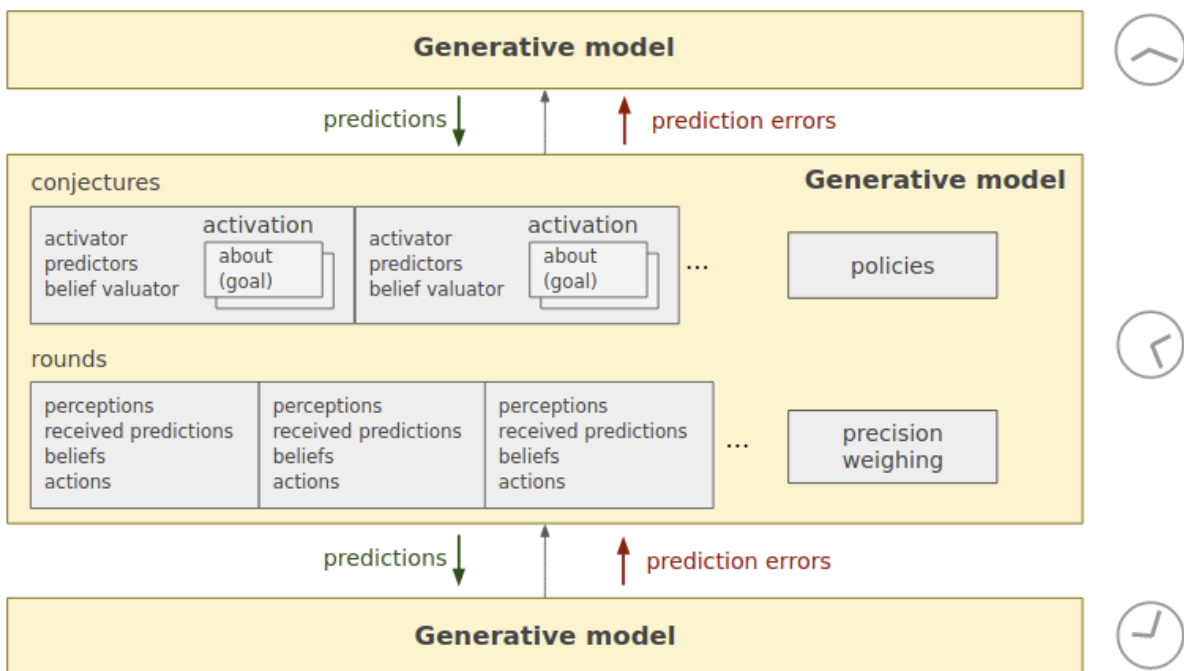 Generative model
predictions
prediction errors
conjectures
Generative model
activator
predictors
belief valuator
activation
about
(goal)
activator
predictors
belief valuator
activation
about
(goal)
...
policies
rounds
perceptions
received predictions
beliefs
actions
perceptions
received predictions
beliefs
actions
perceptions
received predictions
beliefs
actions
...
precision
weighing
predictions
prediction errors
Generative model